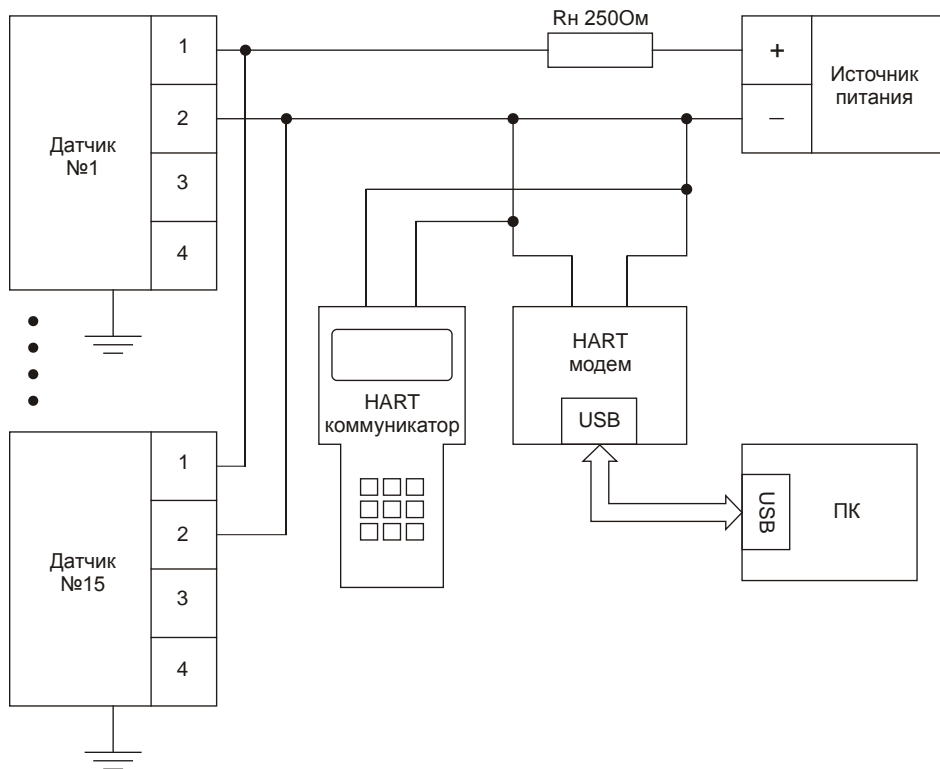 Rн 250Ом
1
2
3
4
Датчик
№1
+
–
Источник
питания
HART
коммуникатор
HART
модем
USB
1
2
3
4
Датчик
№15
USB
ПК